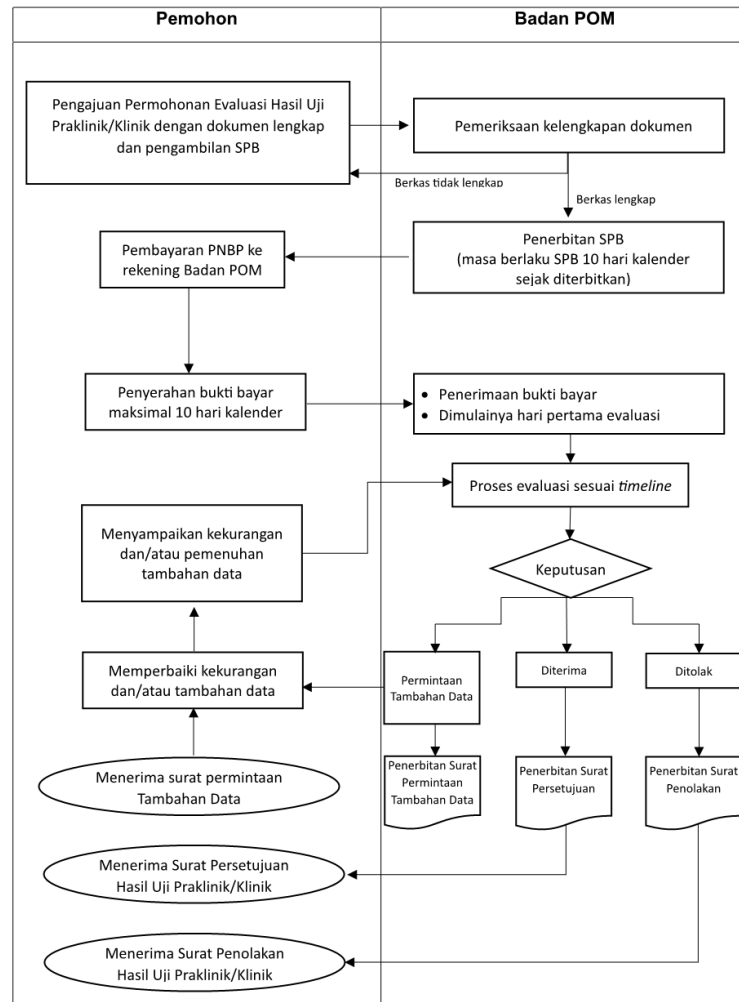 Pemohon
Badan POM
Pengajuan Permohonan Evaluasi Hasil Uji
Praklinik/Klinik dengan dokumen lengkap
dan pengambilan SPB
Pemeriksaan kelengkapan dokumen
Berkas tidak lengkap
Berkas lengkap
Pembayaran PNBP ke
rekening Badan POM
Penerbitan SPB
(masa berlaku SPB 10 hari kalender
sejak diterbitkan)
Penyerahan bukti bayar
maksimal 10 hari kalender
• Penerimaan bukti bayar
• Dimulainya hari pertama evaluasi
Proses evaluasi sesuai timeline
Menyampaikan kekurangan
dan/atau pemenuhan
tambahan data
Keputusan
Memperbaiki kekurangan
dan/atau tambahan data
Permintaan
Tambahan Data
Diterima
Ditolak
Menerima surat permintaan
Tambahan Data
Penerbitan Surat
Permintaan
Tambahan Data
Penerbitan Surat
Persetujuan
Penerbitan Surat
Penolakan
Menerima Surat Persetujuan
Hasil Uji Praklinik/Klinik
Menerima Surat Penolakan
Hasil Uji Praklinik/Klinik